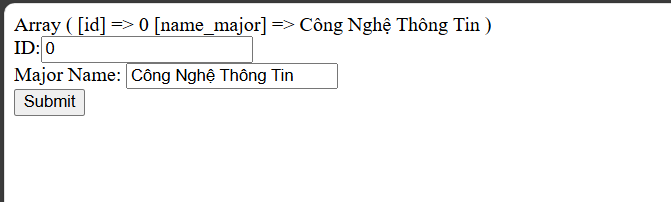 Array ( [id] => 0 [name_major] => Công Nghệ Thông Tin )
ID: 0
Major Name: Công Nghệ Thông Tin
Submit